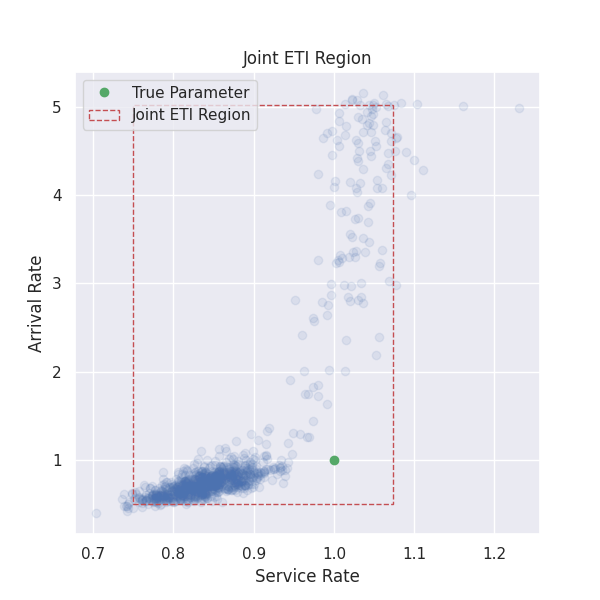 Joint ETI Region
True Parameter
Joint ETI Region
Arrival Rate
5
4
3
2
1
0.7 0.8 0.9 1.0 1.1 1.2
Service Rate